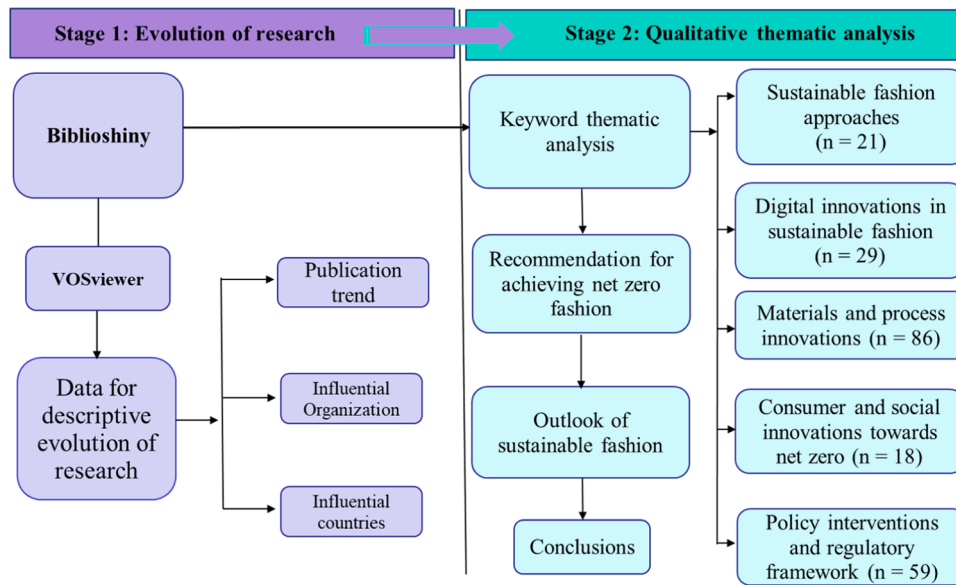 Stage 1: Evolution of research
Stage 2: Qualitative thematic analysis
Biblioshiny
VOSviewer
Data for
descriptive
evolution of
research
Publication
trend
Influential
Organization
Influential
countries
Keyword thematic
analysis
Recommendation for
achieving net zero
fashion
Outlook of
sustainable fashion
Conclusions
Sustainable fashion
approaches
(n = 21)
Digital innovations in
sustainable fashion
(n = 29)
Materials and process
innovations (n = 86)
Consumer and social
innovations towards
net zero (n = 18)
Policy interventions
and regulatory
framework (n = 59)